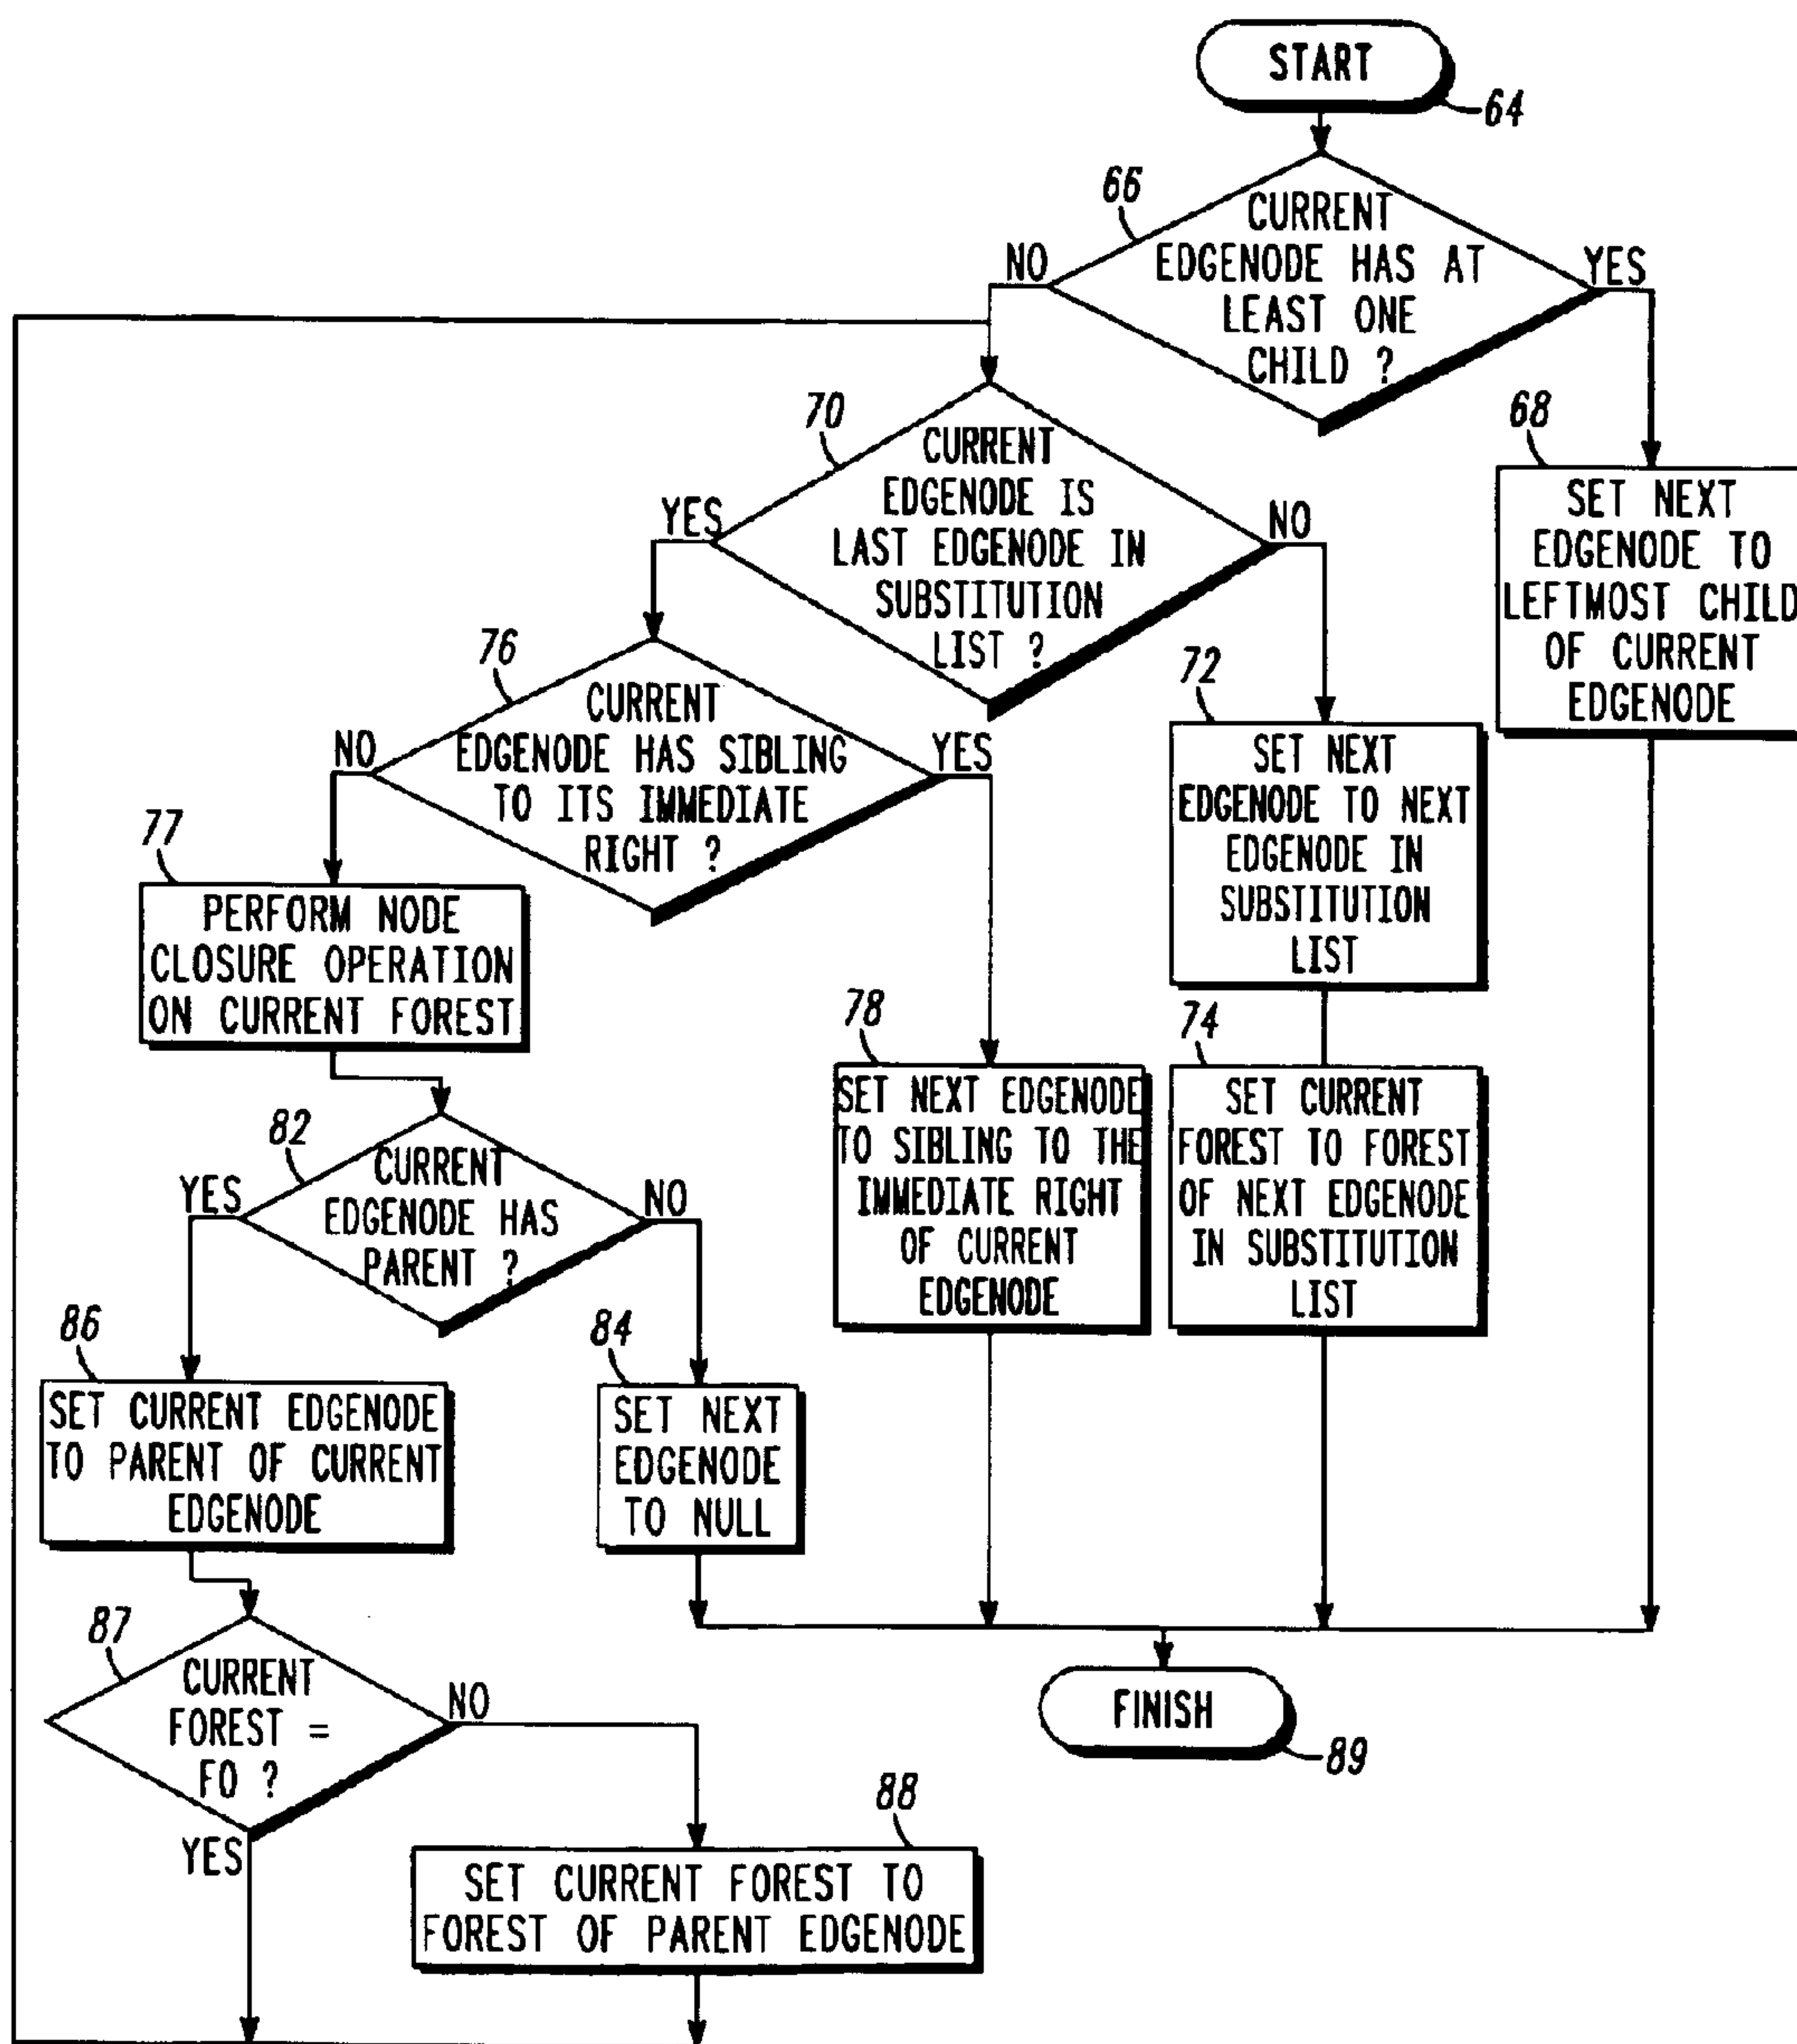 START
64
66
CURRENT
EDGENODE HAS AT
LEAST ONE
CHILD ?
NO
YES
70
CURRENT
EDGENODE IS
LAST EDGENODE IN
SUBSTITUTION
LIST ?
YES
NO
68
SET NEXT
EDGENODE TO
LEFTMOST CHILD
OF CURRENT
EDGENODE
76
CURRENT
EDGENODE HAS SIBLING
TO ITS IMMEDIATE
RIGHT ?
NO
YES
72
SET NEXT
EDGENODE TO NEXT
EDGENODE IN
SUBSTITUTION
LIST
77
PERFORM NODE
CLOSURE OPERATION
ON CURRENT FOREST
78
SET NEXT EDGENODE
TO SIBLING TO THE
IMMEDIATE RIGHT
OF CURRENT
EDGENODE
74
SET CURRENT
FOREST TO FOREST
OF NEXT EDGENODE
IN SUBSTITUTION
LIST
82
CURRENT
EDGENODE HAS
PARENT ?
YES
NO
86
SET CURRENT EDGENODE
TO PARENT OF CURRENT
EDGENODE
84
SET NEXT
EDGENODE
TO NULL
87
CURRENT
FOREST =
FO ?
NO
YES
FINISH
89
88
SET CURRENT FOREST TO
FOREST OF PARENT EDGENODE